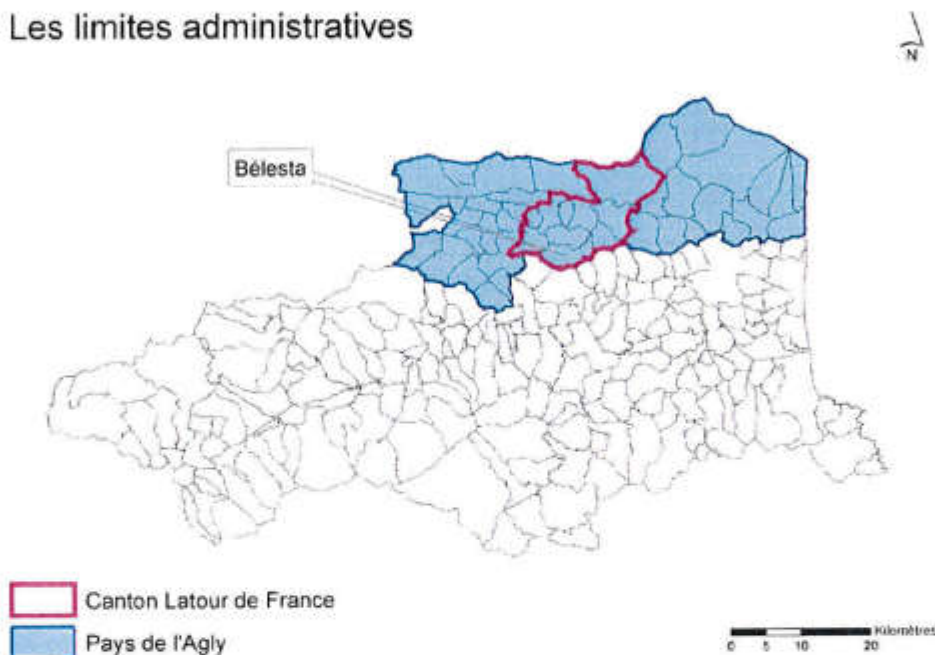 Les limites administratives
N
Bélesta
Canton Latour de France
Pays de l'Agly
Kilomètres
0 5 10 20